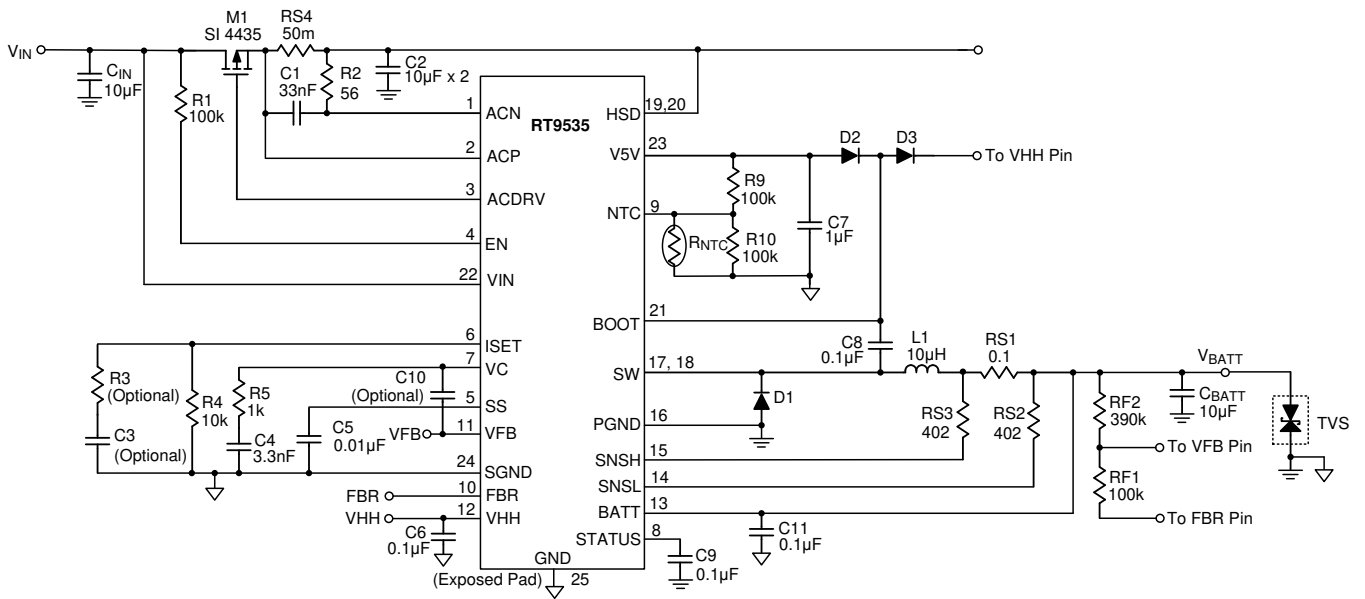 M1
SI 4435
RS4
50m
VIN
CIN
10µF
R1
100k
C1
33nF
R2
56
C2
10µF x 2
1
ACN
2
ACP
3
ACDRV
4
EN
22
VIN
RT9535
19,20
HSD
23
V5V
D2
D3
To VHH Pin
R9
100k
9
NTC
RNTC
R10
100k
C7
1µF
21
BOOT
C8
0.1µF
L1
10µH
RS1
0.1
17, 18
SW
VBATT
D1
16
PGND
RS3
402
RS2
402
RF2
390k
CBATT
10µF
TVS
To VFB Pin
15
SNSH
14
SNSL
RF1
100k
To FBR Pin
13
BATT
C11
0.1µF
8
STATUS
C9
0.1µF
6
ISET
7
VC
R3
(Optional)
R4
10k
R5
1k
C10
(Optional)
5
SS
VFB
11
VFB
C3
(Optional)
C4
3.3nF
C5
0.01µF
24
SGND
FBR
10
FBR
VHH
12
VHH
C6
0.1µF
GND
(Exposed Pad)
25